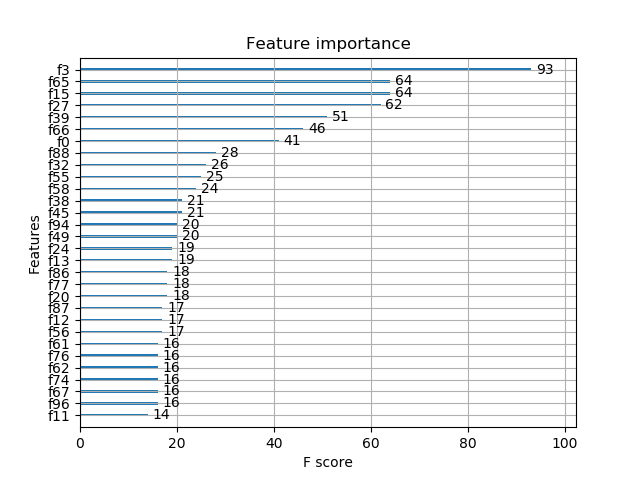 Feature importance
f3 93
f65 64
f15 64
f27 62
f39 51
f66 46
f0 41
f88 28
f32 26
f55 25
f58 24
f38 21
f45 21
f94 20
f49 20
f24 19
f13 19
f86 18
f77 18
f20 18
f87 17
f12 17
f56 17
f61 16
f76 16
f62 16
f74 16
f67 16
f96 16
f11 14
0 20 40 60 80 100
F score
Features